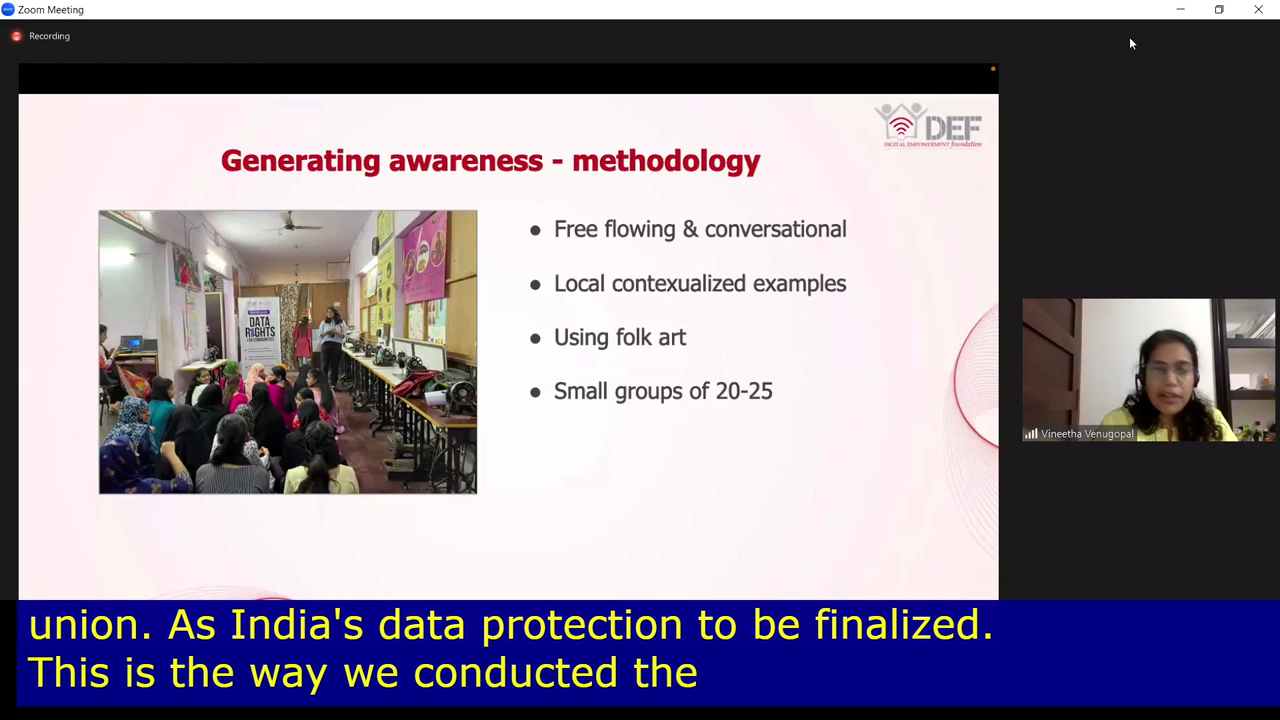 Zoom Meeting
Recording
DEF
DIGITAL EMPOWERMENT foundation
Generating awareness - methodology
DATA
RIGHTS
FOR COMMUNITIES
● Free flowing & conversational
● Local contexualized examples
● Using folk art
● Small groups of 20-25
Vineetha Venugopal
union. As India's data protection to be finalized.
This is the way we conducted the